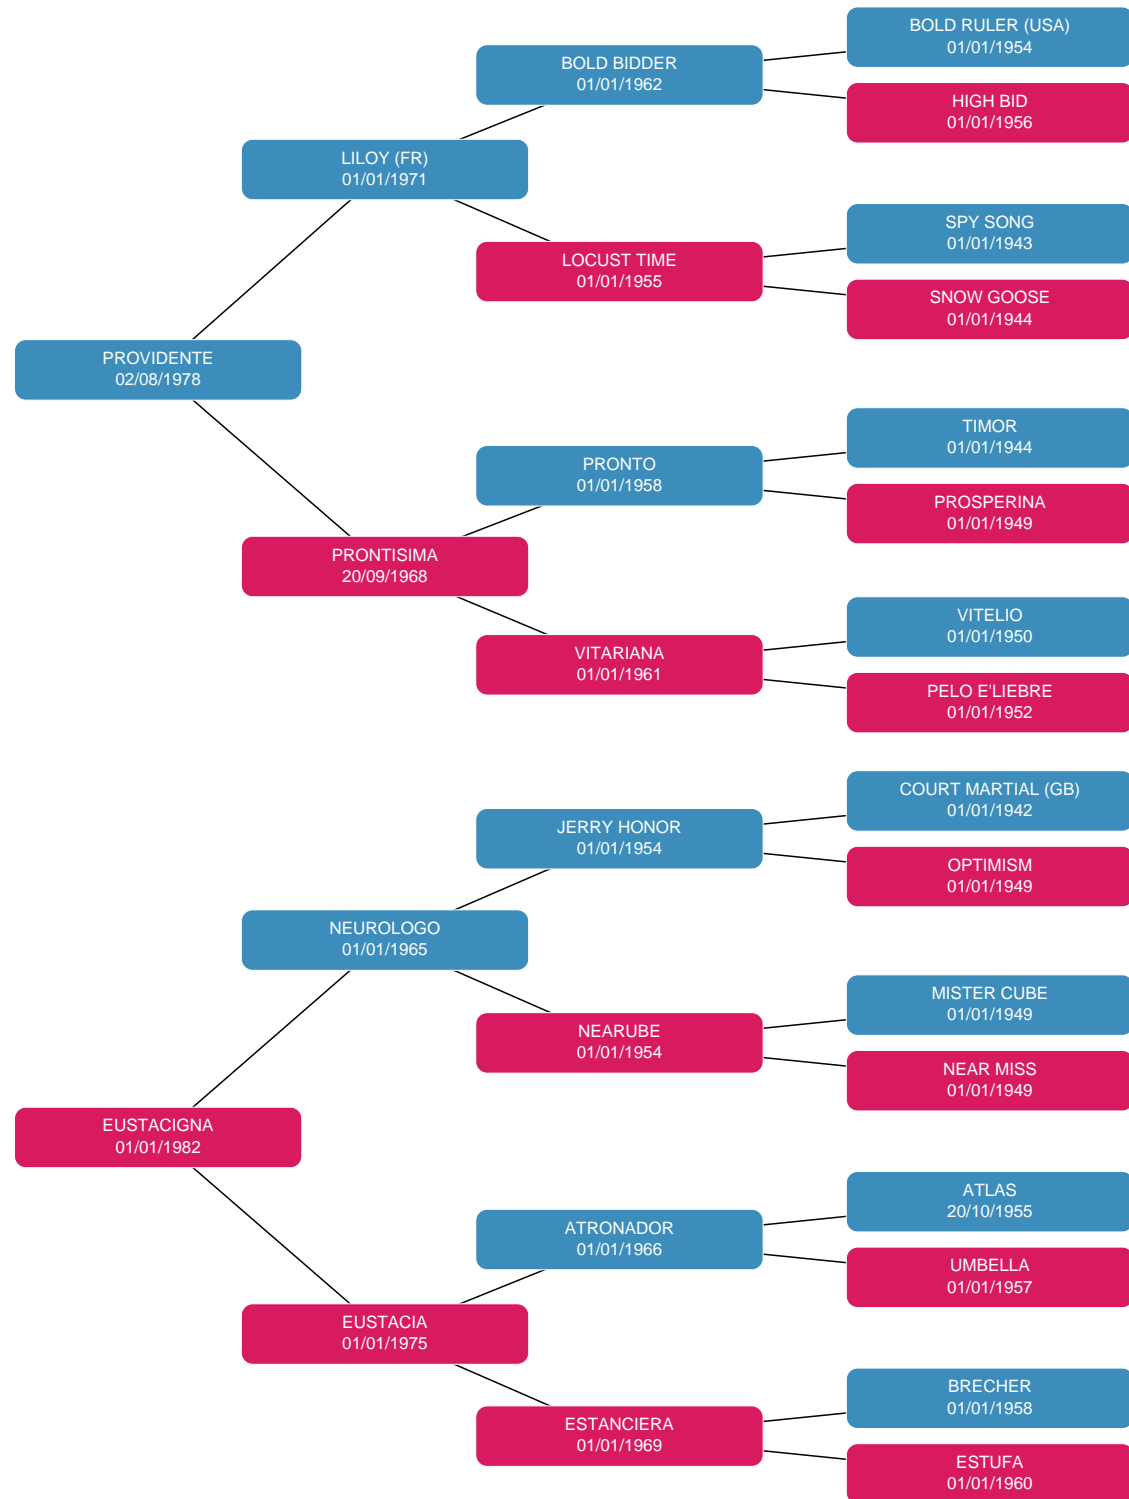 BOLD RULER (USA)
01/01/1954
BOLD BIDDER
01/01/1962
HIGH BID
01/01/1956
LILOY (FR)
01/01/1971
SPY SONG
01/01/1943
LOCUST TIME
01/01/1955
SNOW GOOSE
01/01/1944
PROVIDENTE
02/08/1978
TIMOR
01/01/1944
PRONTO
01/01/1958
PROSPERINA
01/01/1949
PRONTISIMA
20/09/1968
VITELIO
01/01/1950
VITARIANA
01/01/1961
PELO E'LIEBRE
01/01/1952
COURT MARTIAL (GB)
01/01/1942
JERRY HONOR
01/01/1954
OPTIMISM
01/01/1949
NEUROLOGO
01/01/1965
MISTER CUBE
01/01/1949
NEARUBE
01/01/1954
NEAR MISS
01/01/1949
EUSTACIGNA
01/01/1982
ATLAS
20/10/1955
ATRONADOR
01/01/1966
UMBELLA
01/01/1957
EUSTACIA
01/01/1975
BRECHER
01/01/1958
ESTANCIERA
01/01/1969
ESTUFA
01/01/1960